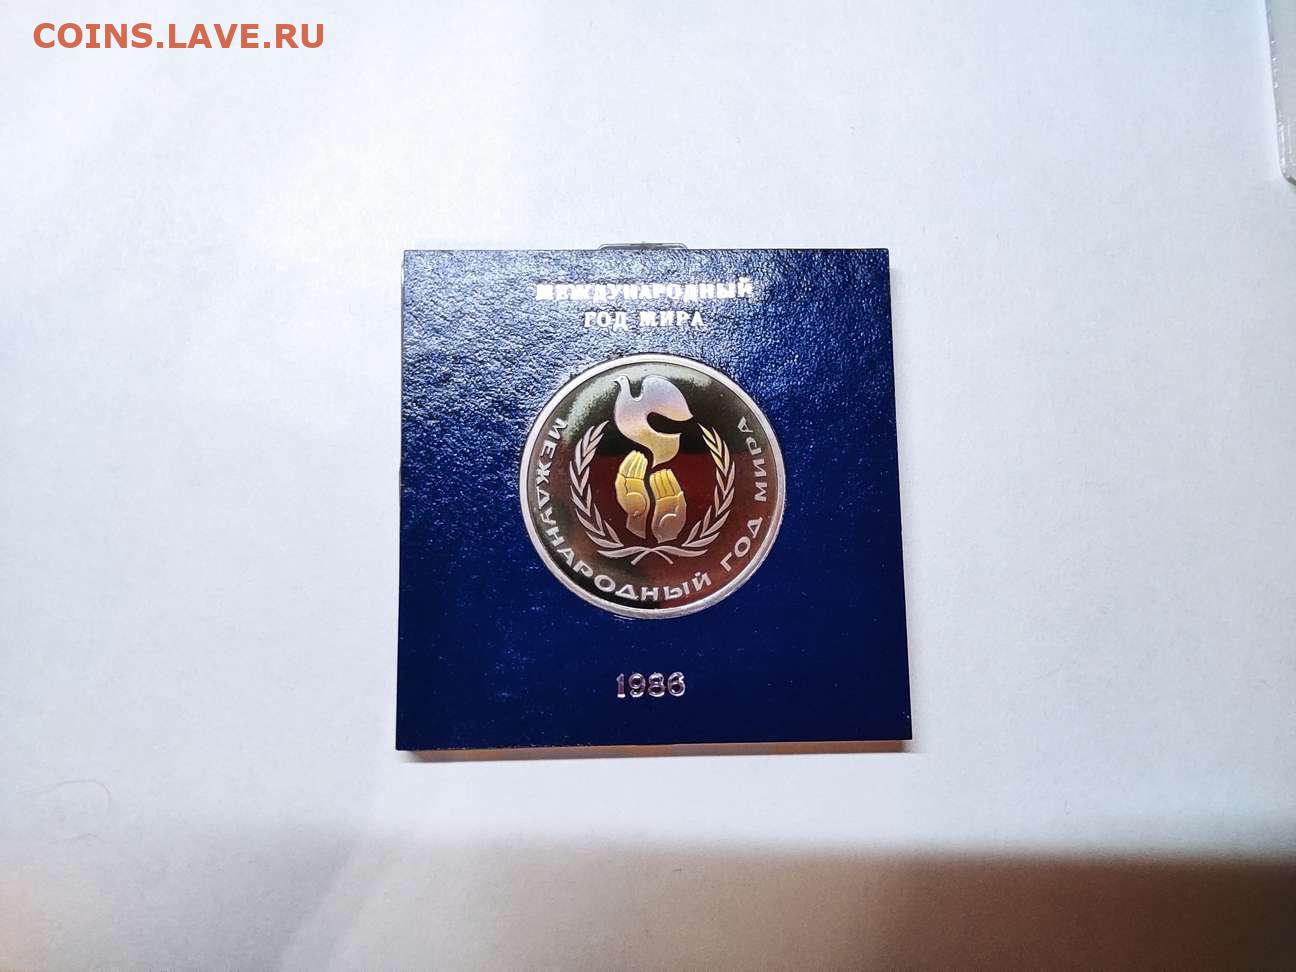 COINS.LAVE.RU
МЕЖДУНАРОДНЫЙ
ГОД МИРА
МЕЖДУНАРОДНЫЙ ГОД МИРА
1986